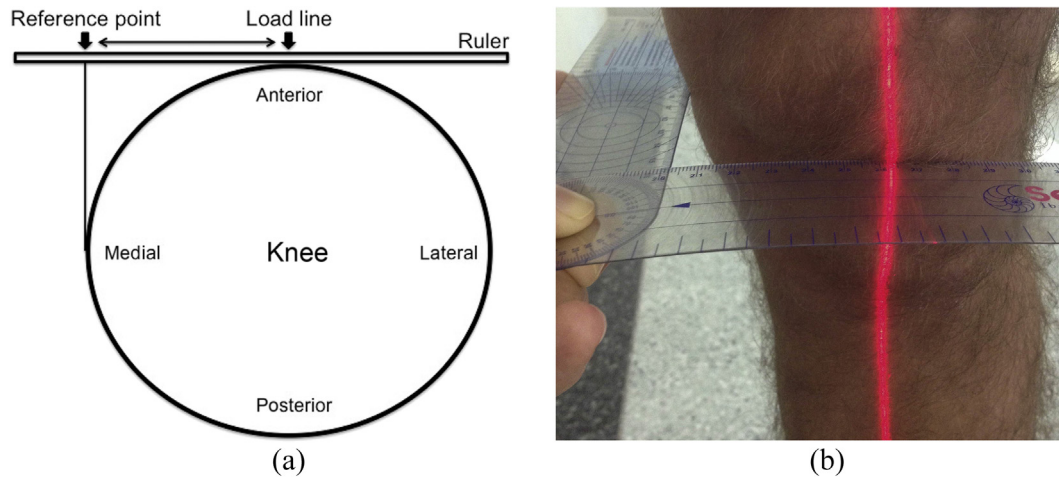 Reference point Load line
Ruler
Anterior
Medial Knee Lateral
Posterior
(a) (b)